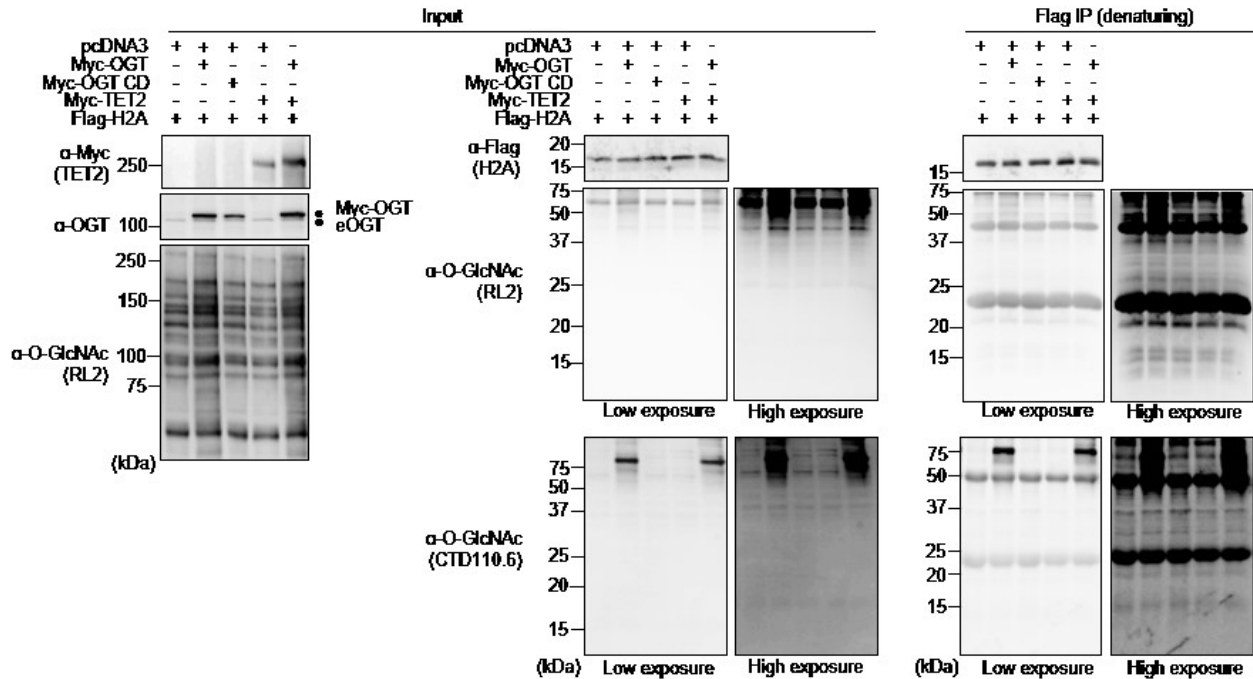 Input
Flag IP (denaturing)
pcDNA3 + + + + -
Myc-OGT - + - - +
Myc-OGT CD - - + - -
Myc-TET2 - - - + +
Flag-H2A + + + + +
α-Myc
(TET2)
250
α-OGT
100
Myc-OGT
eOGT
250
150
100
75
α-O-GlcNAc
(RL2)
(kDa)
pcDNA3 + + + + -
Myc-OGT - + - - +
Myc-OGT CD - - + - -
Myc-TET2 - - - + +
Flag-H2A + + + + +
α-Flag
(H2A)
20
15
75
50
37
25
20
15
α-O-GlcNAc
(RL2)
Low exposure
High exposure
75
50
37
25
20
15
α-O-GlcNAc
(CTD110.6)
(kDa)
Low exposure
High exposure
+ + + + -
- + - - +
- - + - -
- - - + +
+ + + + +
15
75
50
37
25
20
15
Low exposure
High exposure
75
50
37
25
20
15
(kDa)
Low exposure
High exposure